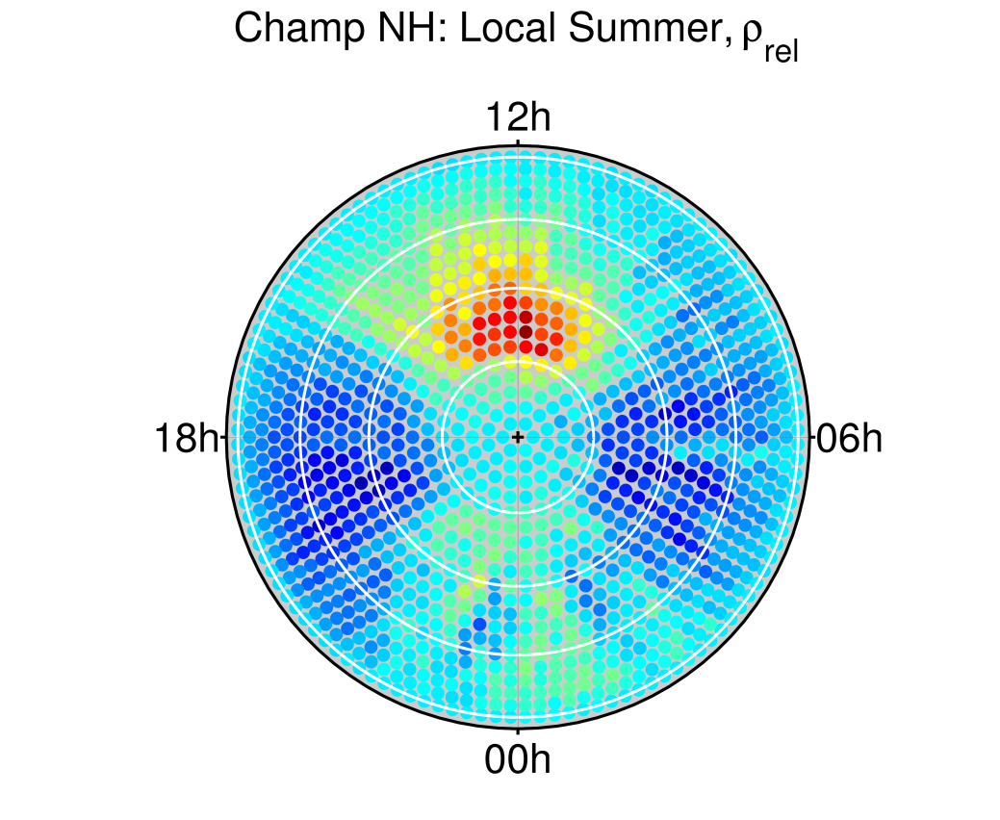 Champ NH: Local Summer, ρrel
12h
18h
06h
00h